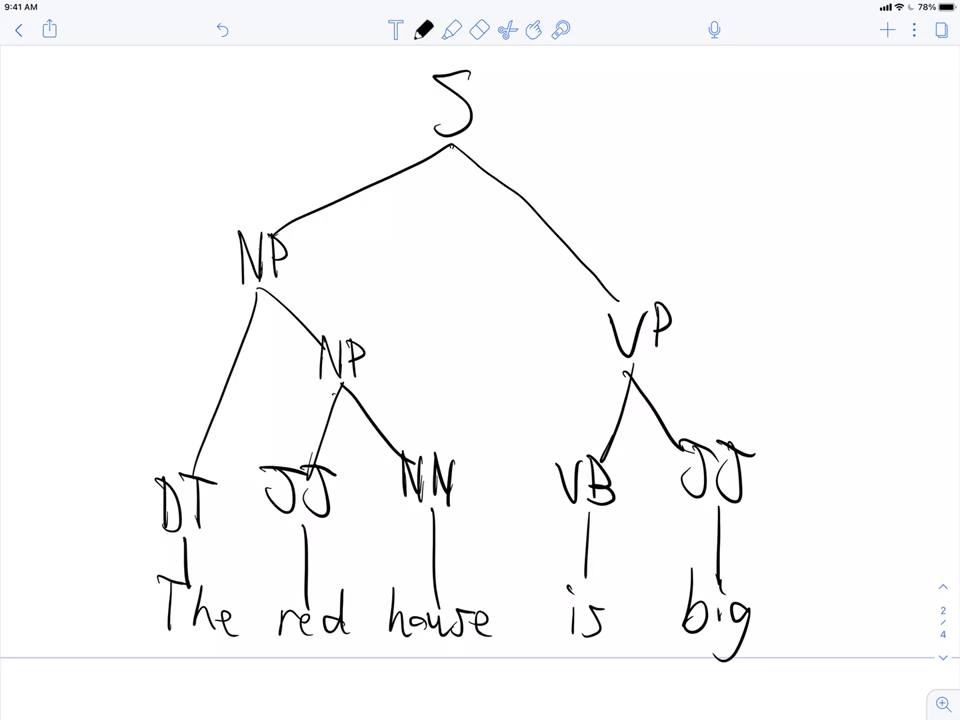 9:41 AM 78%
T
S
NP
VP
NP
DT JJ NN VB JJ
The red house is big
2
/
4